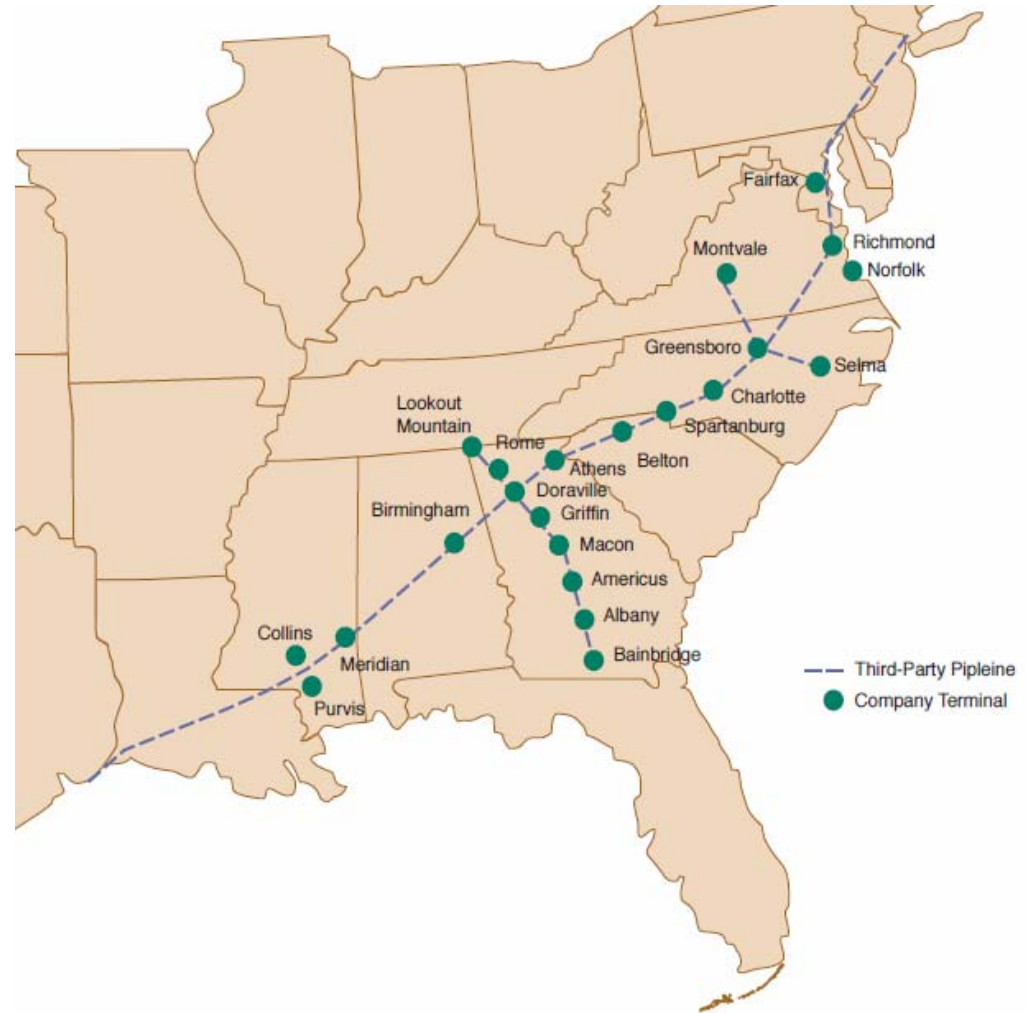 Fairfax
Richmond
Montvale
Norfolk
Greensboro
Selma
Charlotte
Lookout
Mountain
Rome
Spartanburg
Athens
Belton
Doraville
Birmingham
Griffin
Macon
Americus
Albany
Collins
Bainbridge
Meridian
Third-Party Pipleine
Company Terminal
Purvis